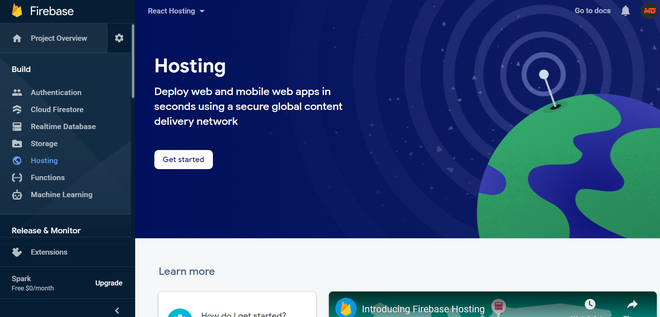 Firebase
React Hosting
Go to docs
Project Overview
Build
Authentication
Cloud Firestore
Realtime Database
Storage
Hosting
Functions
Machine Learning
Release & Monitor
Extensions
Spark
Free $0/month
Upgrade
Hosting
Deploy web and mobile web apps in
seconds using a secure global content
delivery network
Get started
Learn more
How do I get started?
Introducing Firebase Hosting